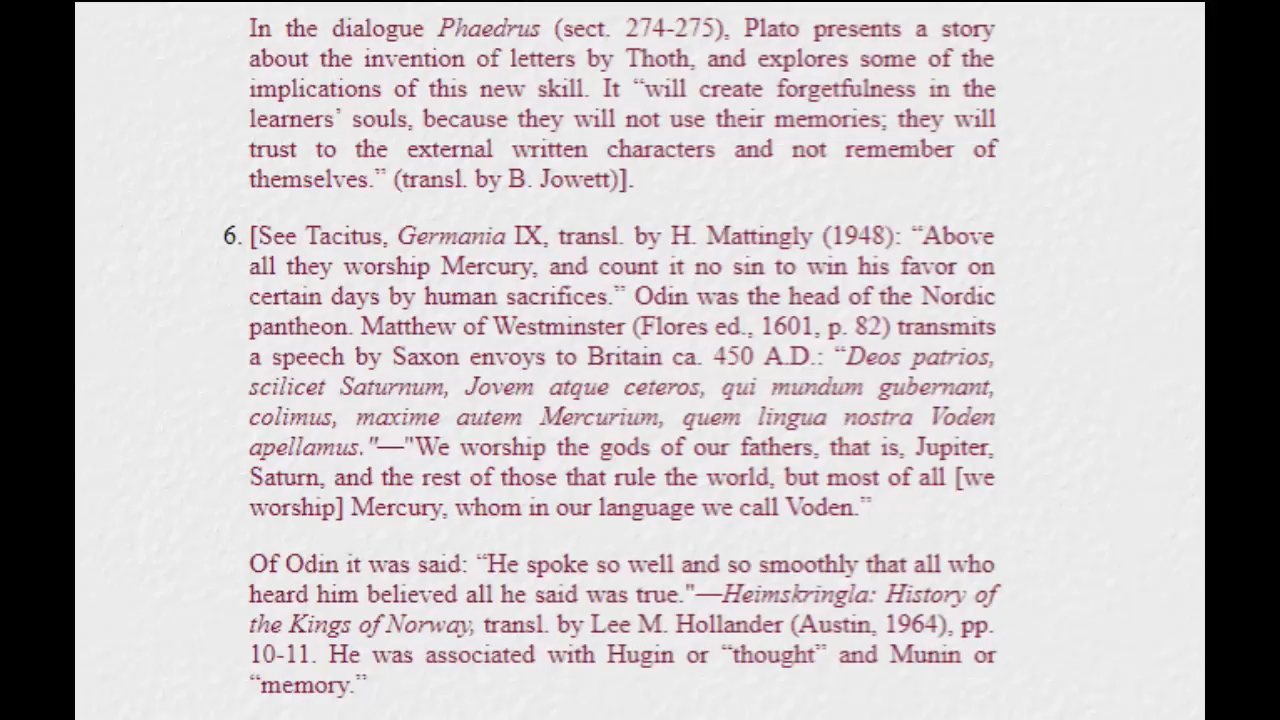 In the dialogue Phaedrus (sect. 274-275), Plato presents a story
about the invention of letters by Thoth, and explores some of the
implications of this new skill. It “will create forgetfulness in the
learners’ souls, because they will not use their memories; they will
trust to the external written characters and not remember of
themselves.” (transl. by B. Jowett)].
6. [See Tacitus, Germania IX, transl. by H. Mattingly (1948): “Above
all they worship Mercury, and count it no sin to win his favor on
certain days by human sacrifices.” Odin was the head of the Nordic
pantheon. Matthew of Westminster (Flores ed., 1601, p. 82) transmits
a speech by Saxon envoys to Britain ca. 450 A.D.: “Deos patrios,
scilicet Saturnum, Jovem atque ceteros, qui mundum gubernant,
colimus, maxime autem Mercurium, quem lingua nostra Voden
apellamus."—"We worship the gods of our fathers, that is, Jupiter,
Saturn, and the rest of those that rule the world, but most of all [we
worship] Mercury, whom in our language we call Voden.”
Of Odin it was said: “He spoke so well and so smoothly that all who
heard him believed all he said was true."—Heimskringla: History of
the Kings of Norway, transl. by Lee M. Hollander (Austin, 1964), pp.
10-11. He was associated with Hugin or “thought” and Munin or
“memory.”